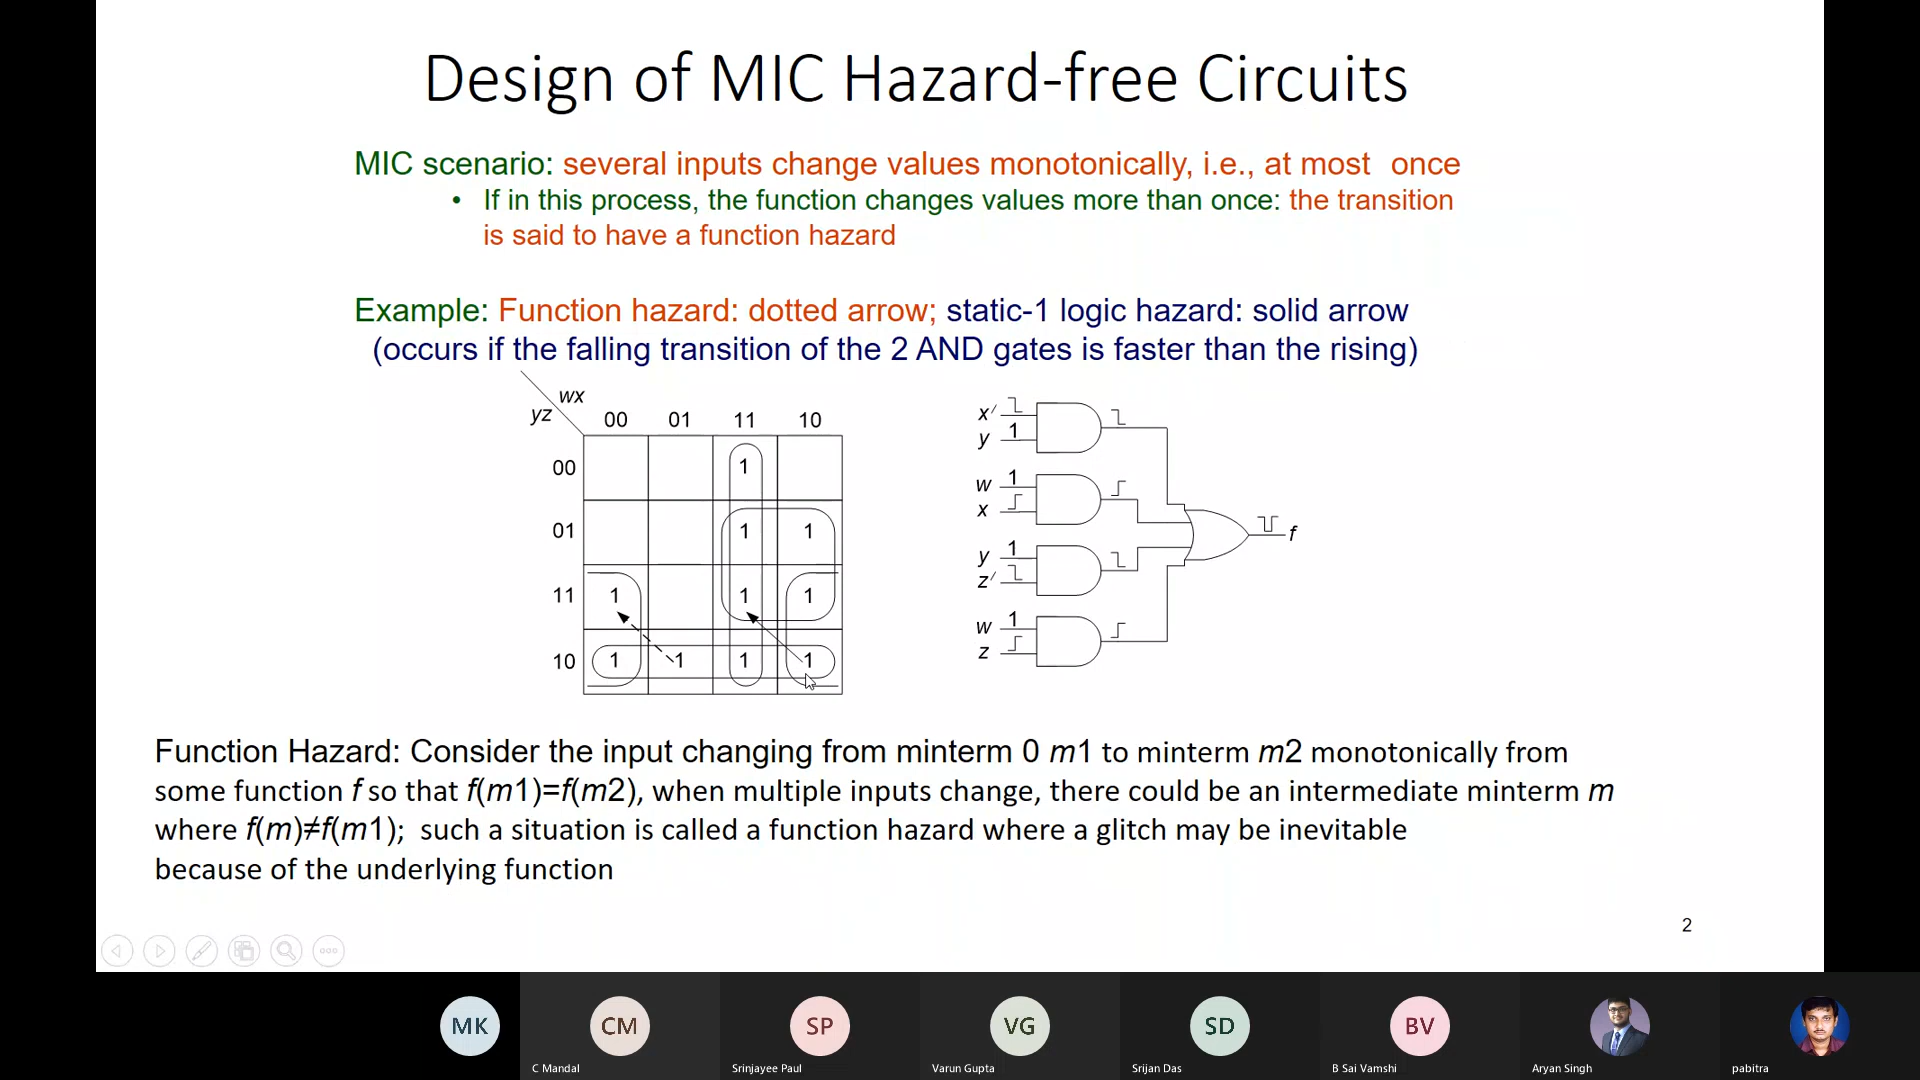 Design of MIC Hazard-free Circuits
MIC scenario: several inputs change values monotonically, i.e., at most once
• If in this process, the function changes values more than once: the transition
is said to have a function hazard
Example: Function hazard: dotted arrow; static-1 logic hazard: solid arrow
(occurs if the falling transition of the 2 AND gates is faster than the rising)
wx
yz 00 01 11 10
00 1
01 1 1
11 1 1 1
10 1 1 1 1
x′
y 1
w 1
x
y 1
z′
w 1
z
f
Function Hazard: Consider the input changing from minterm 0 m1 to minterm m2 monotonically from
some function f so that f(m1)=f(m2), when multiple inputs change, there could be an intermediate minterm m
where f(m)≠f(m1); such a situation is called a function hazard where a glitch may be inevitable
because of the underlying function
2
MK CM SP VG SD BV
C Mandal Srinjayee Paul Varun Gupta Srijan Das B Sai Vamshi Aryan Singh pabitra